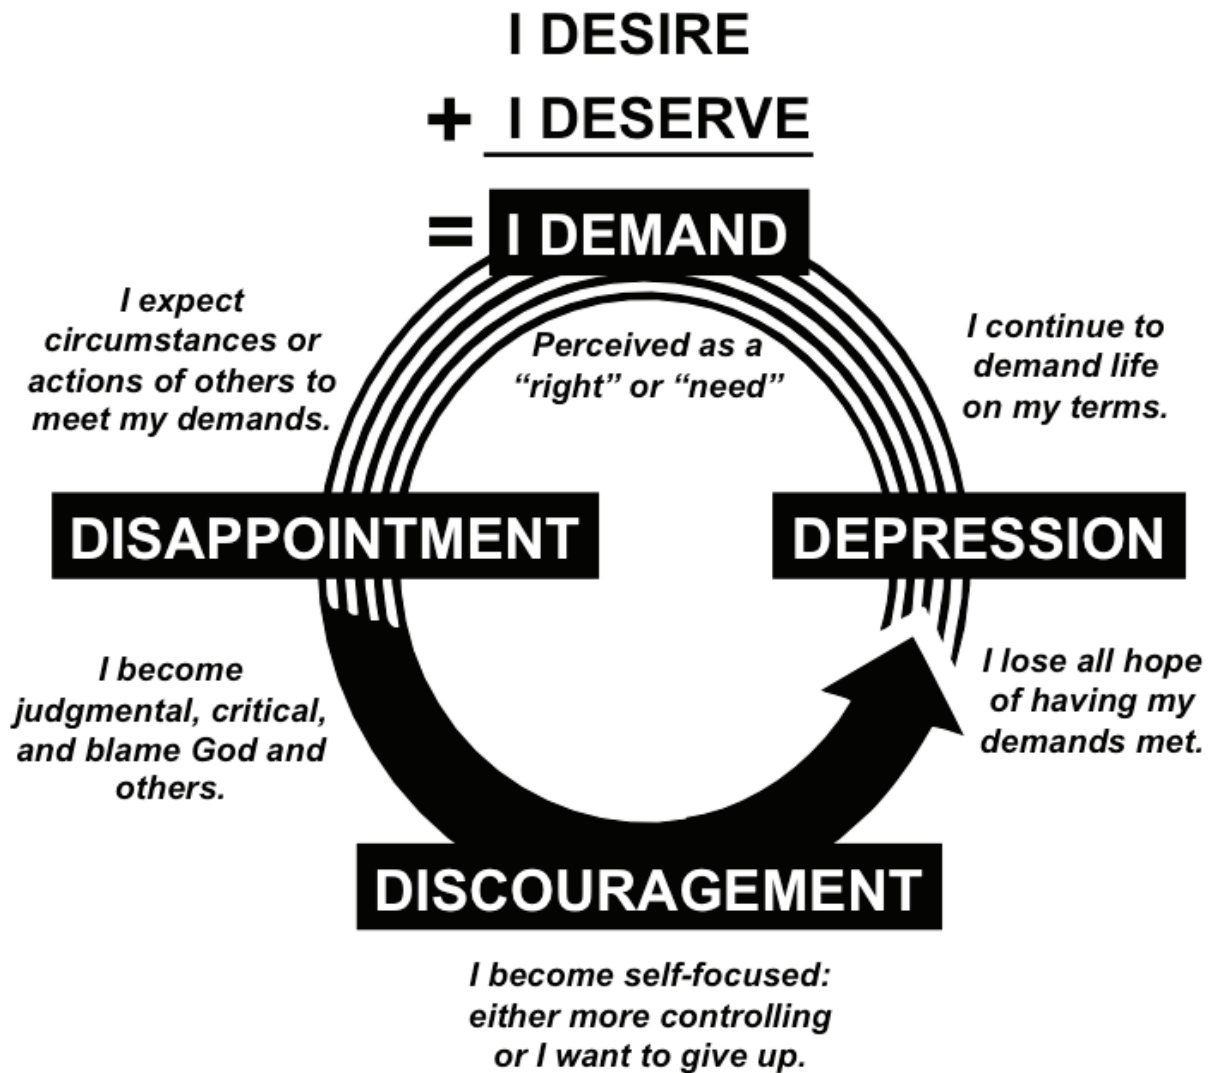 I DESIRE
+ I DESERVE
= I DEMAND
Perceived as a
“right” or “need”
I expect
circumstances or
actions of others to
meet my demands.
DISAPPOINTMENT
I become
judgmental, critical,
and blame God and
others.
DISCOURAGEMENT
I become self-focused:
either more controlling
or I want to give up.
I lose all hope
of having my
demands met.
DEPRESSION
I continue to
demand life
on my terms.